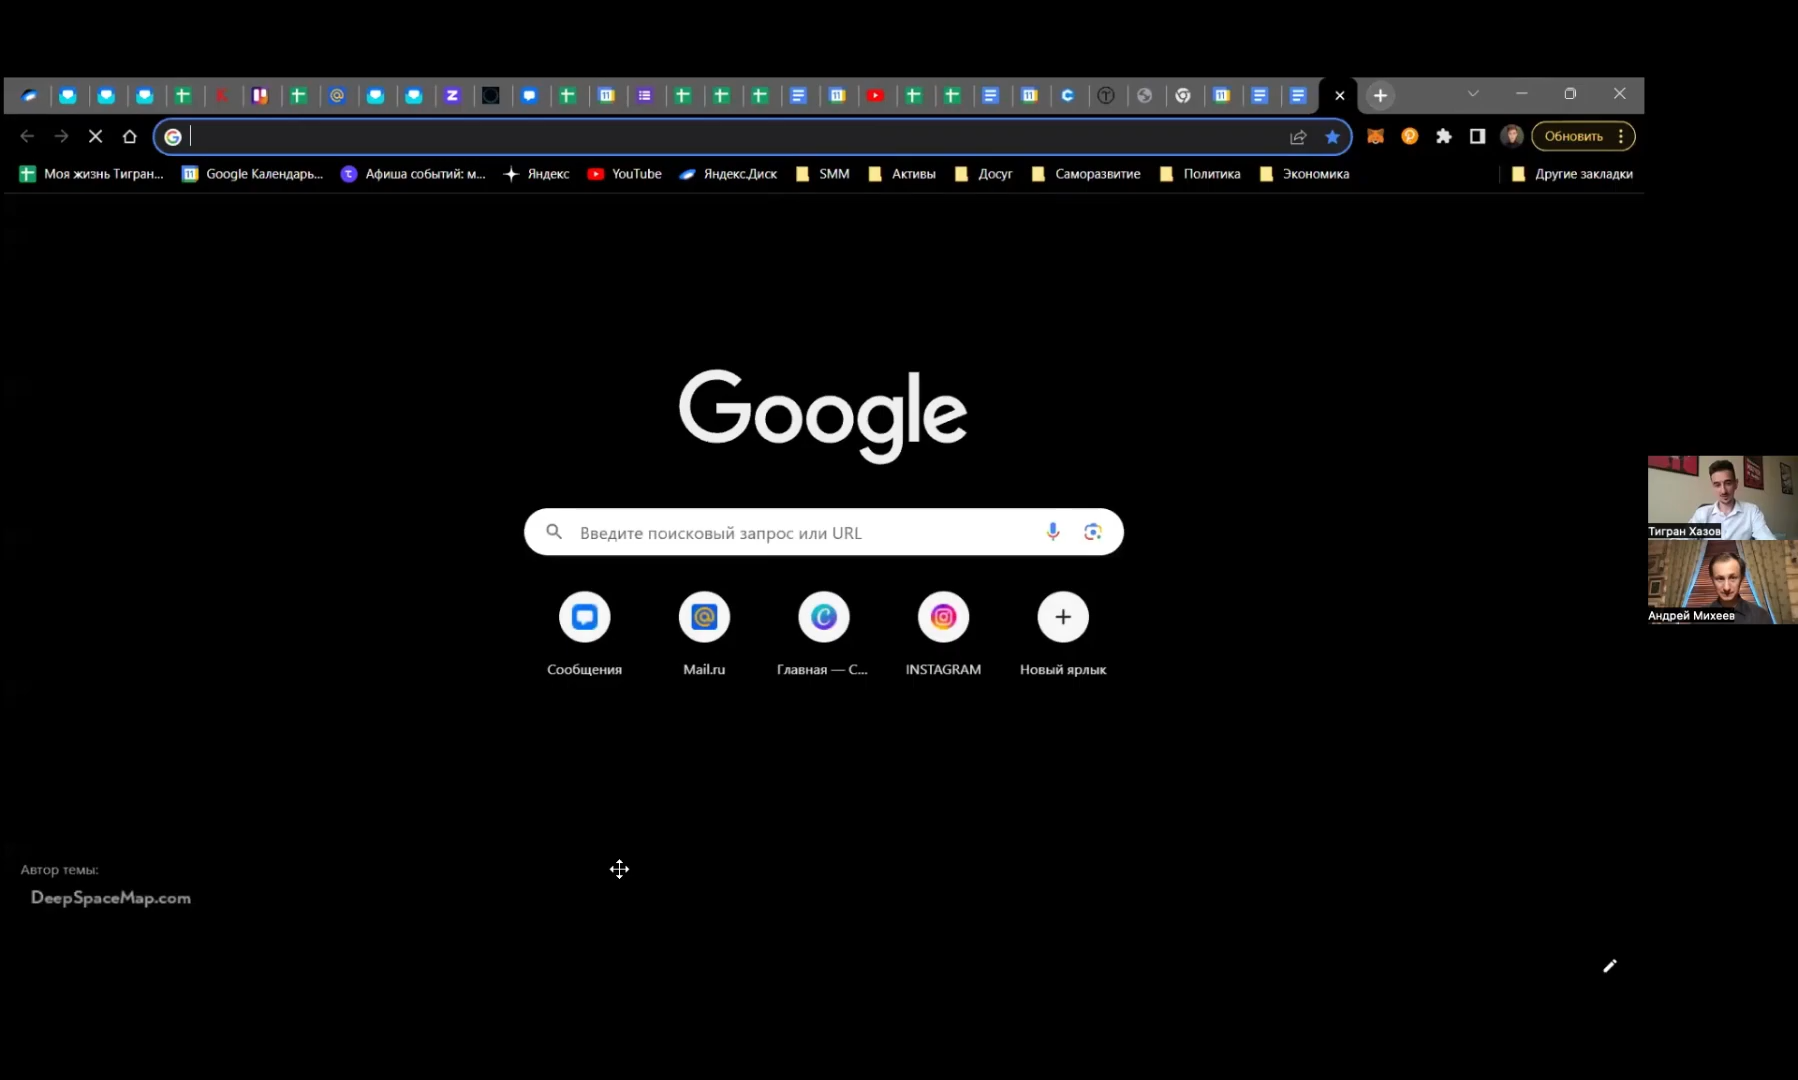 Обновить
Моя жизнь Тигран...
Google Календарь...
Афиша событий: м...
Яндекс
YouTube
Яндекс.Диск
SMM
Активы
Досуг
Саморазвитие
Политика
Экономика
Другие закладки
Google
Введите поисковый запрос или URL
Сообщения
Mail.ru
Главная — C...
INSTAGRAM
Новый ярлык
Тигран Хазов
Андрей Михеев
Автор темы:
DeepSpaceMap.com